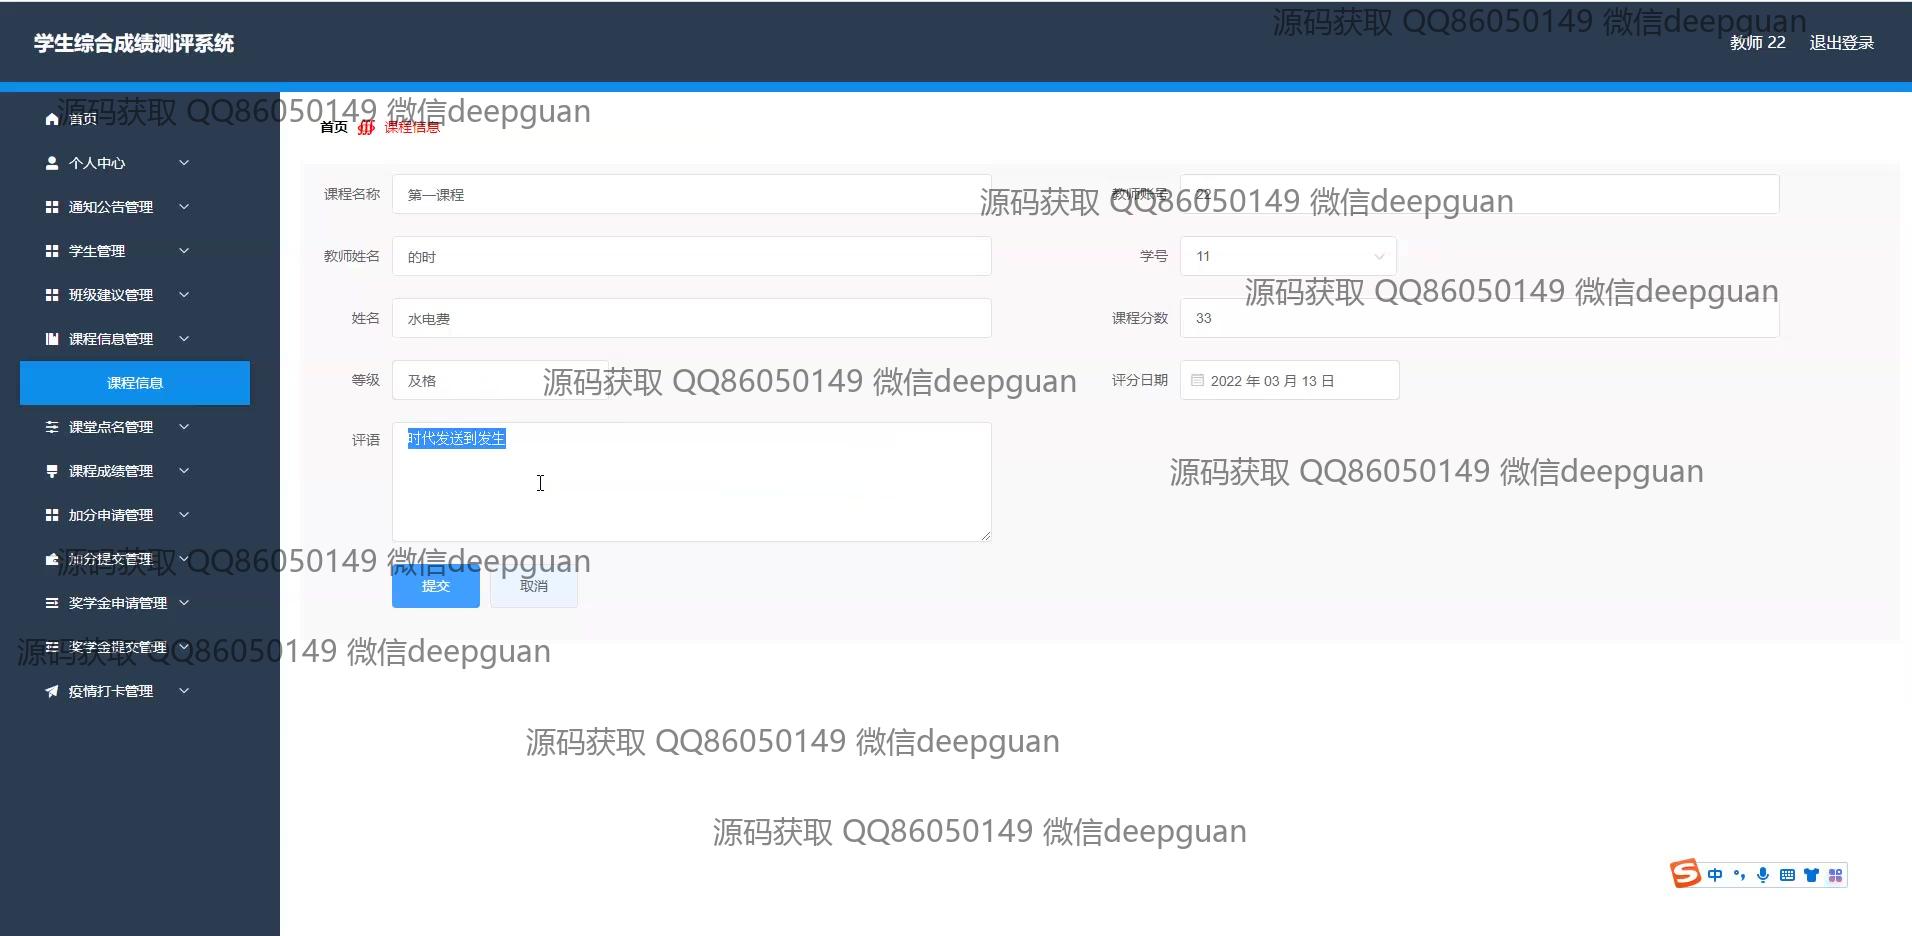 源码获取 QQ86050149 微信deepguan
学生综合成绩测评系统
教师 22 退出登录
源码获取 QQ86050149 微信deepguan
首页
首页 课程信息
个人中心
通知公告管理
学生管理
班级建议管理
课程信息管理
课程信息
课堂点名管理
课程成绩管理
加分申请管理
加分提交管理
奖学金申请管理
奖学金提交管理
疫情打卡管理
课程名称 第一课程
教师账号 22
源码获取 QQ86050149 微信deepguan
教师姓名 的时
学号 11
源码获取 QQ86050149 微信deepguan
姓名 水电费
课程分数 33
等级 及格
源码获取 QQ86050149 微信deepguan
评分日期 2022 年 03 月 13 日
评语 时代发送到发生
源码获取 QQ86050149 微信deepguan
源码获取 QQ86050149 微信deepguan
提交 取消
源码获取 QQ86050149 微信deepguan
源码获取 QQ86050149 微信deepguan
源码获取 QQ86050149 微信deepguan
S 中